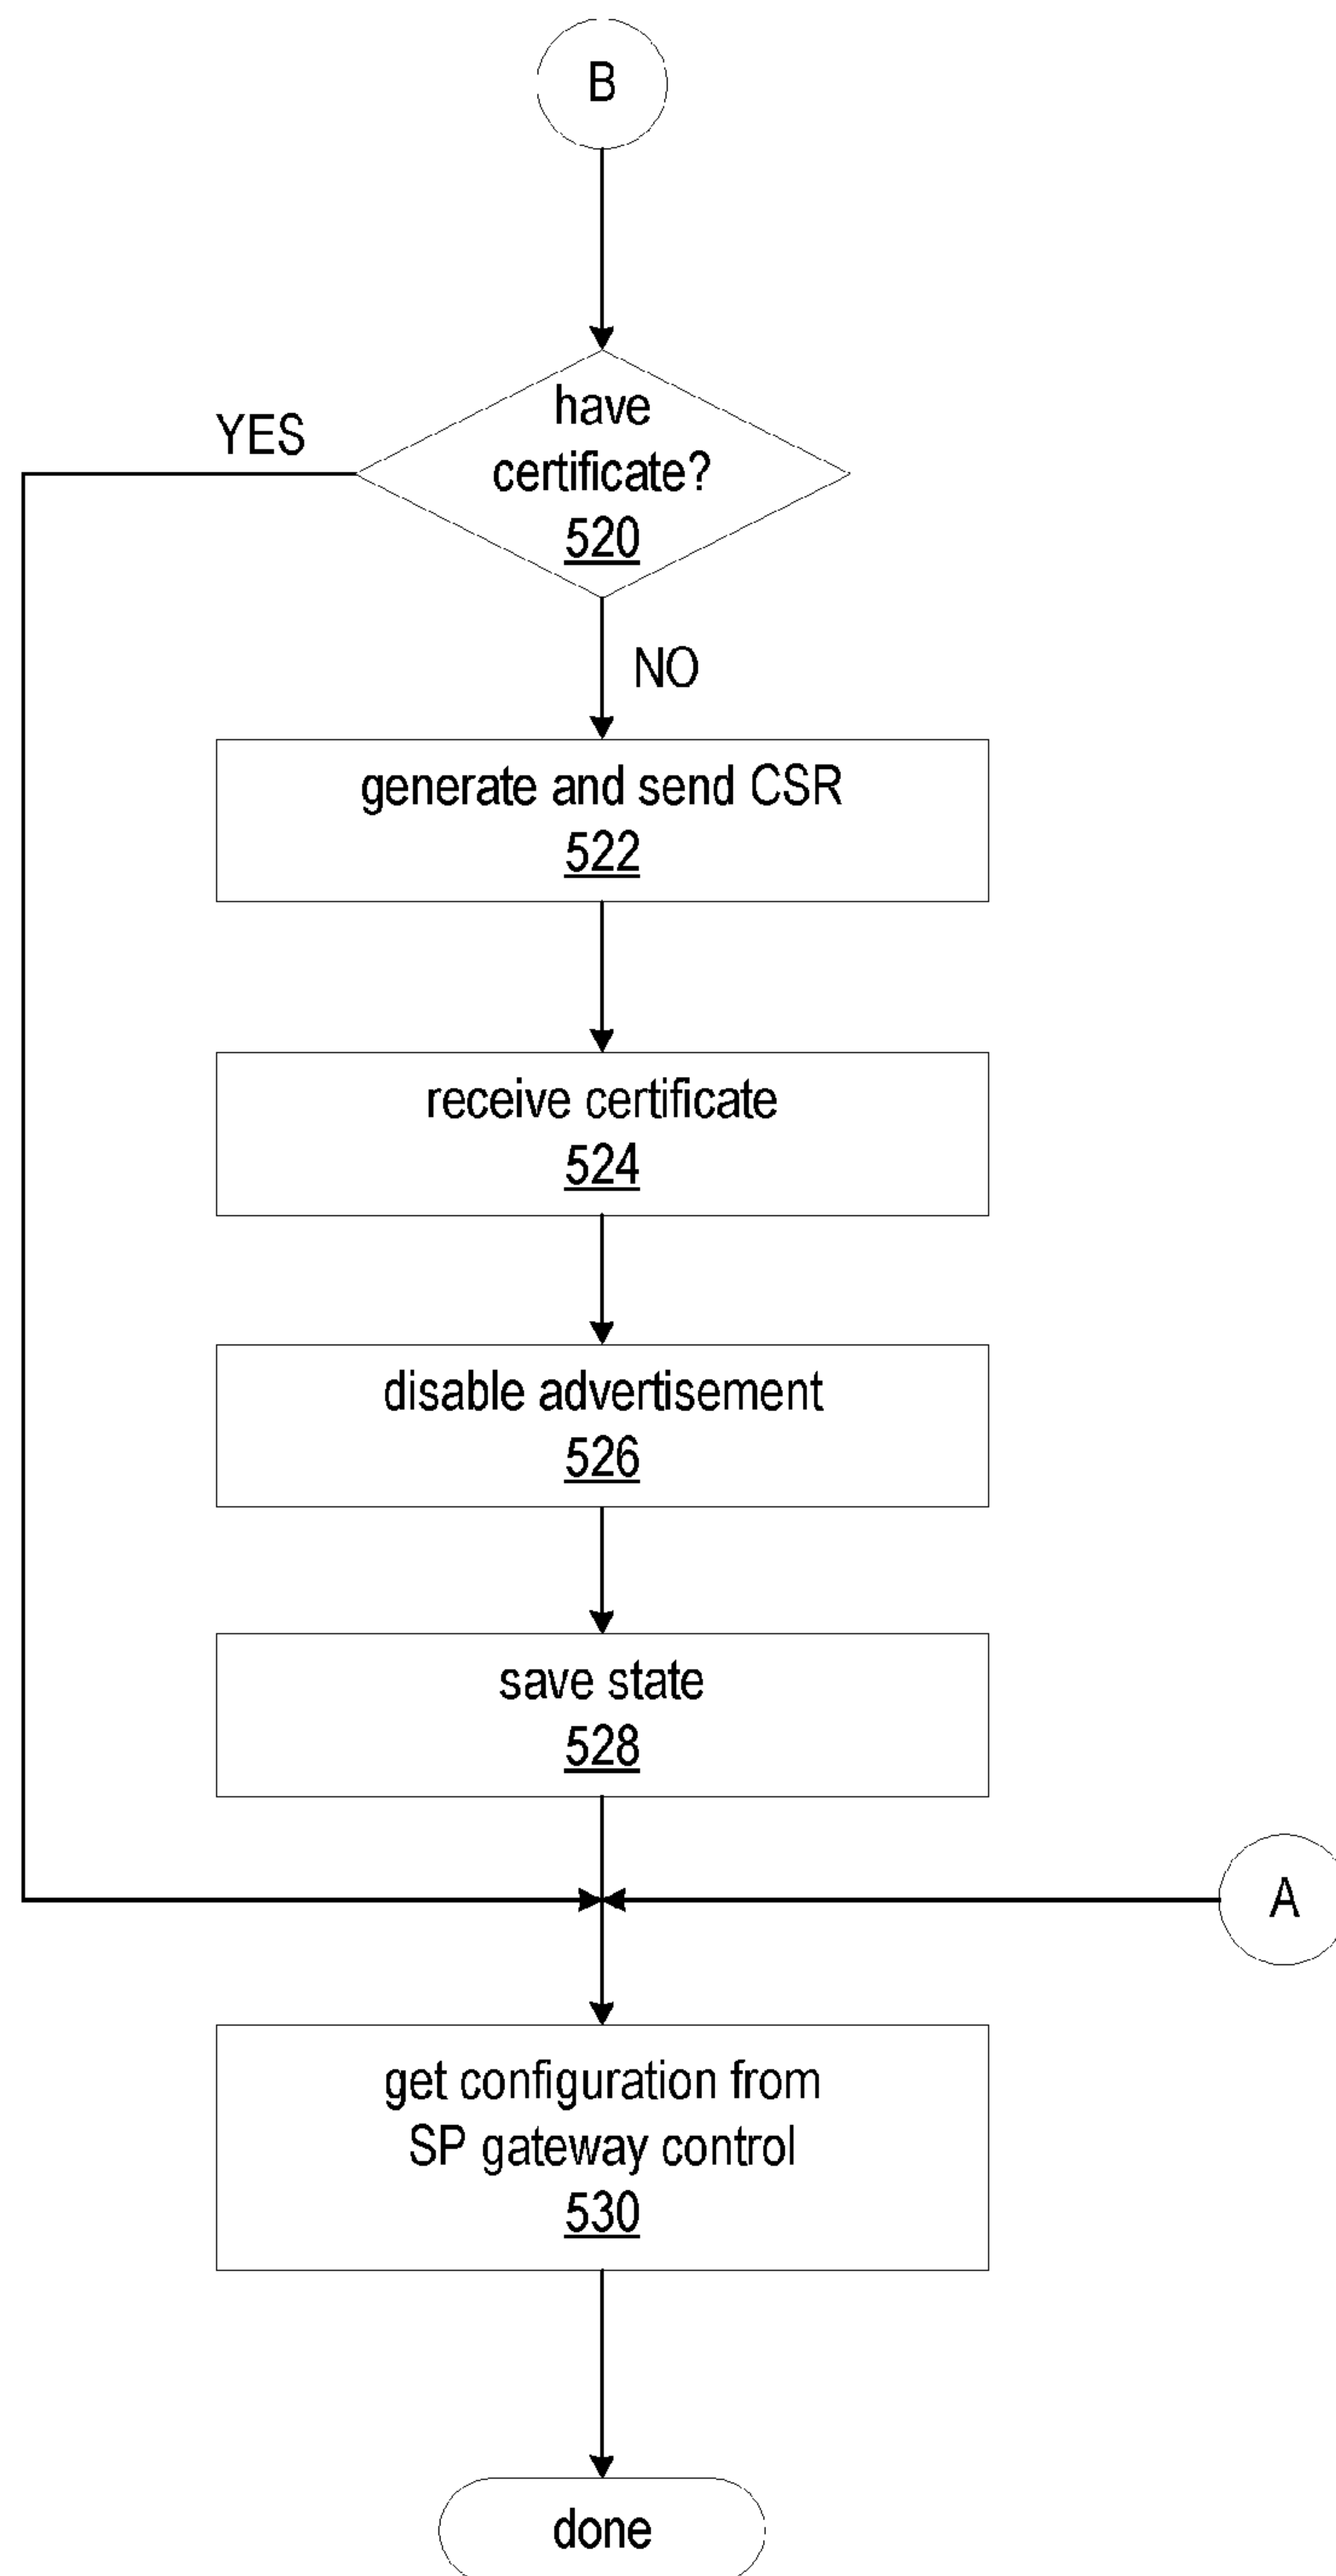 B
have
certificate?
520
YES
NO
generate and send CSR
522
receive certificate
524
disable advertisement
526
save state
528
A
get configuration from
SP gateway control
530
done